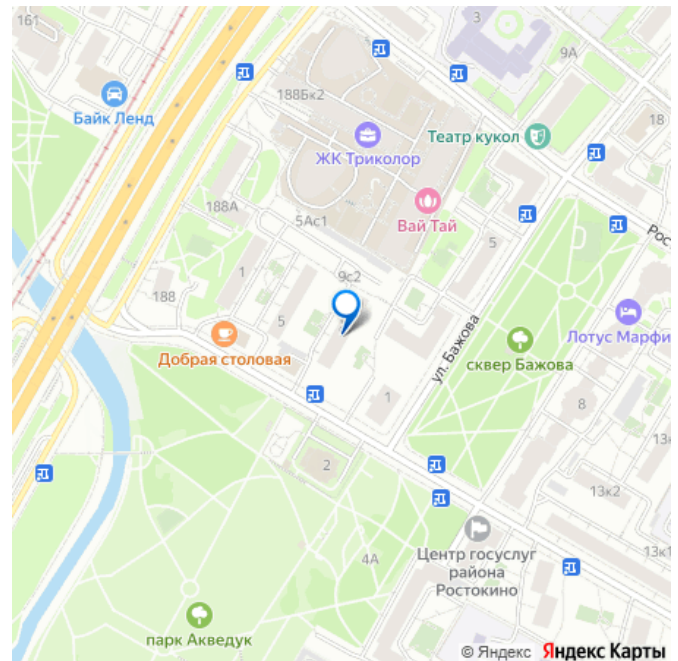 161
3
9А
Байк Ленд
188Бк2
18
Театр кукол
ЖК Триколор
188А
5Ас1
Вай Тай
5
Рос
1
9с2
188
5
ул. Бажова
Лотус Марфи
Добрая столовая
сквер Бажова
1
8
2
13к
13к2
4А
Центр госуслуг
района
Ростокино
13к1
парк Акведук
© Яндекс Яндекс Карты